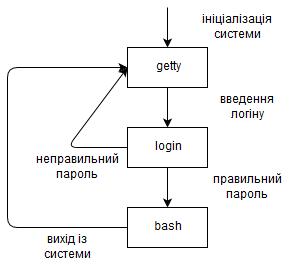 ініціалізація
системи
getty
введення
логіну
login
неправильний
пароль
правильний
пароль
bash
вихід із
системи